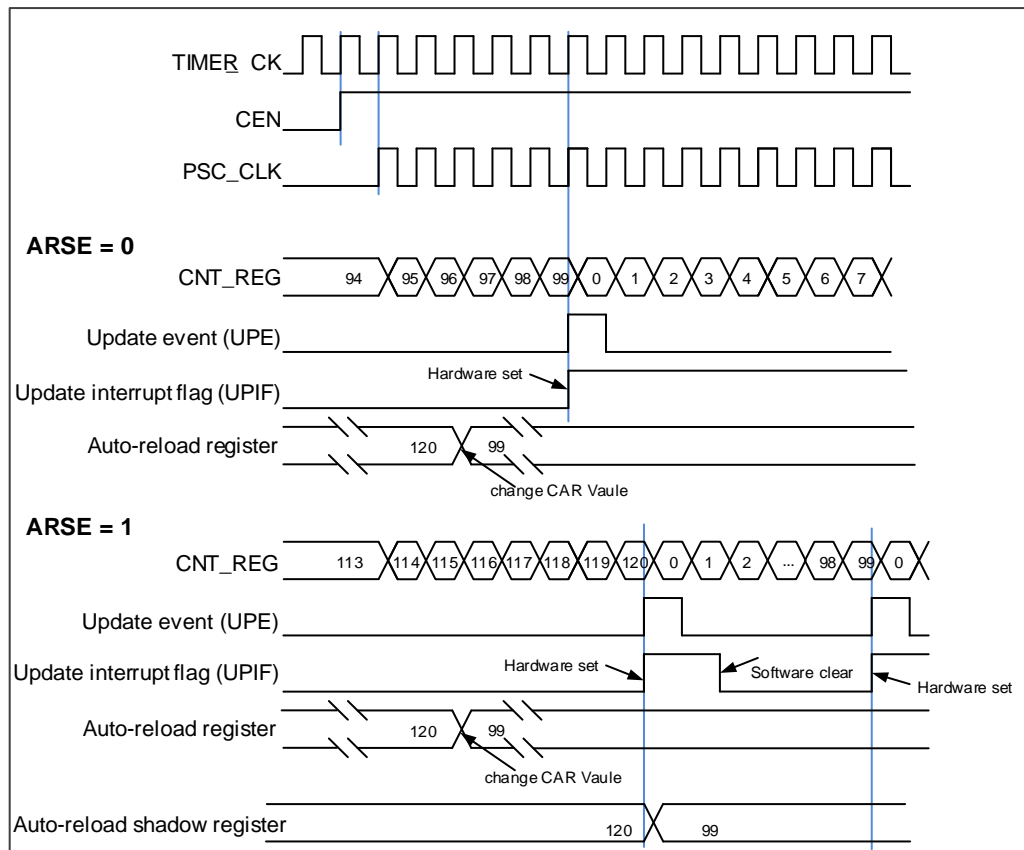 TIMER_CK
CEN
PSC_CLK
ARSE = 0
CNT_REG 94 95 96 97 98 99 0 1 2 3 4 5 6 7
Update event (UPE)
Hardware set
Update interrupt flag (UPIF)
Auto-reload register 120 99
change CAR Vaule
ARSE = 1
CNT_REG 113 114 115 116 117 118 119 120 0 1 2 ... 98 99 0
Update event (UPE)
Update interrupt flag (UPIF) Hardware set Software clear Hardware set
Auto-reload register 120 99
change CAR Vaule
Auto-reload shadow register 120 99